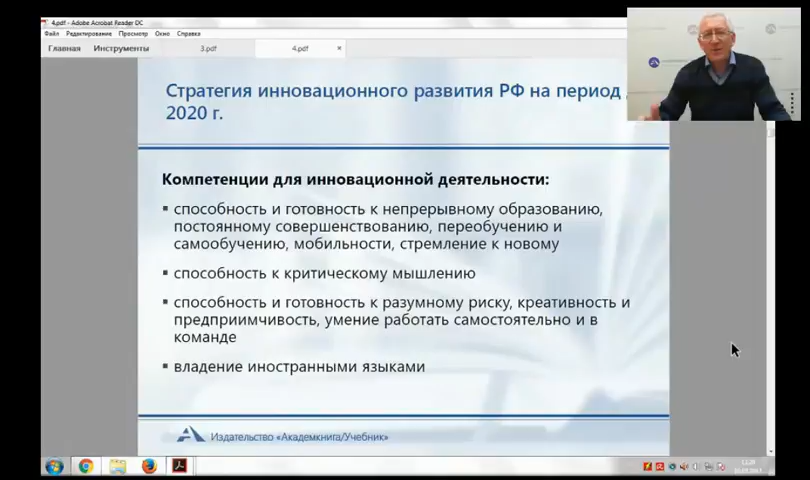 4.pdf - Adobe Acrobat Reader DC
Файл Редактирование Просмотр Окно Справка
Главная Инструменты 3.pdf 4.pdf ×
Стратегия инновационного развития РФ на период
2020 г.
Компетенции для инновационной деятельности:
▪ способность и готовность к непрерывному образованию,
постоянному совершенствованию, переобучению и
самообучению, мобильности, стремление к новому
▪ способность к критическому мышлению
▪ способность и готовность к разумному риску, креативность и
предприимчивость, умение работать самостоятельно и в
команде
▪ владение иностранными языками
Издательство «Академкнига/Учебник»